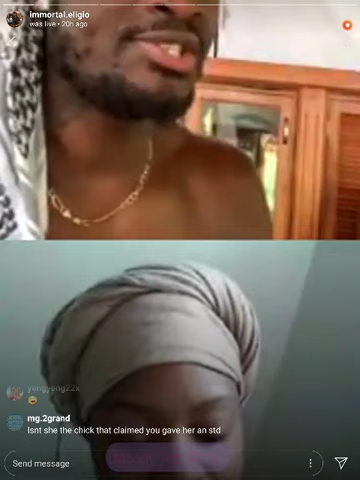 immortal.eligio
was live • 20h ago
yengyeng22x
😂
mg.2grand
Isnt she the chick that claimed you gave her an std
Send message